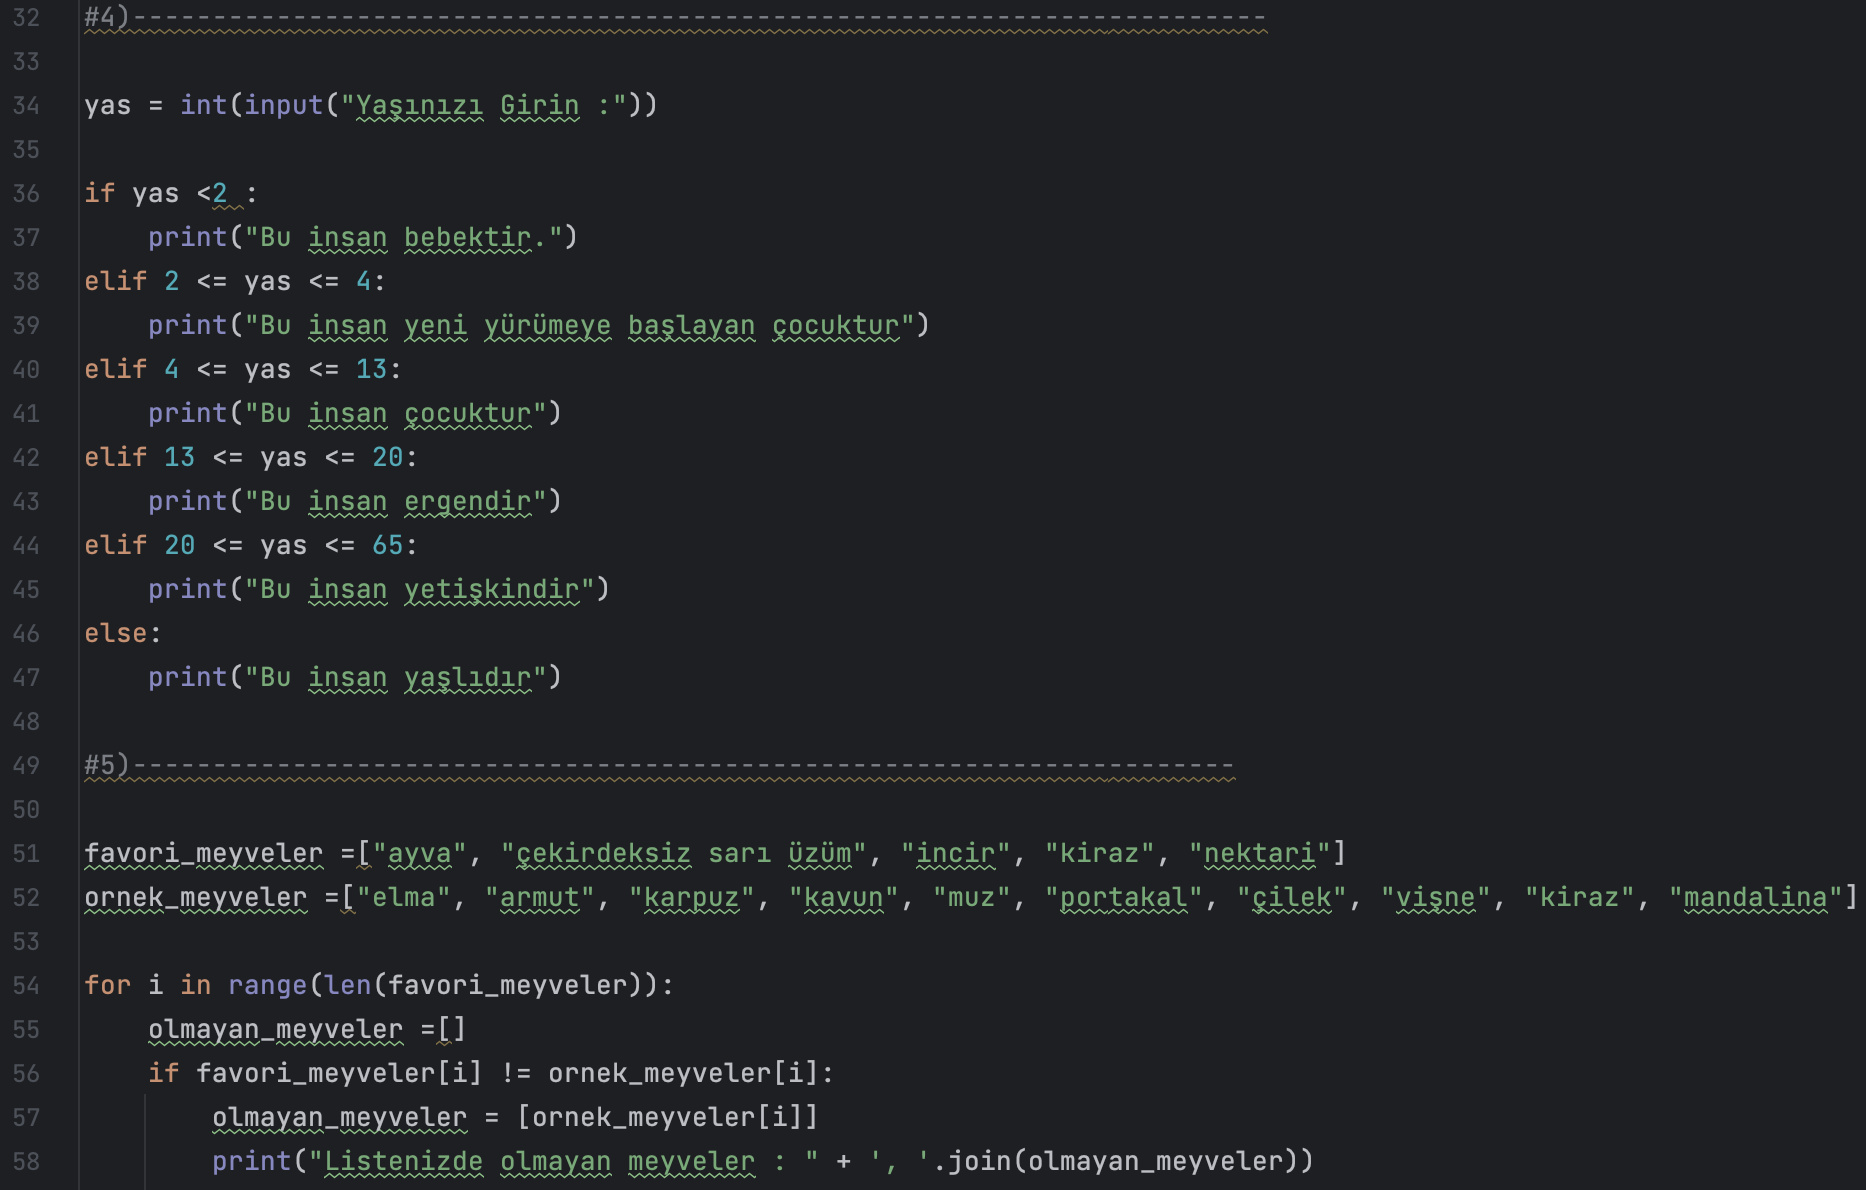 32 #4)-----------------------------------------------------------------------
33
34 yas = int(input("Yaşınızı Girin :"))
35
36 if yas <2 :
37     print("Bu insan bebektir.")
38 elif 2 <= yas <= 4:
39     print("Bu insan yeni yürümeye başlayan çocuktur")
40 elif 4 <= yas <= 13:
41     print("Bu insan çocuktur")
42 elif 13 <= yas <= 20:
43     print("Bu insan ergendir")
44 elif 20 <= yas <= 65:
45     print("Bu insan yetişkindir")
46 else:
47     print("Bu insan yaşlıdır")
48
49 #5)---------------------------------------------------------------------
50
51 favori_meyveler =["ayva", "çekirdeksiz sarı üzüm", "incir", "kiraz", "nektari"]
52 ornek_meyveler =["elma", "armut", "karpuz", "kavun", "muz", "portakal", "çilek", "vişne", "kiraz", "mandalina"]
53
54 for i in range(len(favori_meyveler)):
55     olmayan_meyveler =[]
56     if favori_meyveler[i] != ornek_meyveler[i]:
57         olmayan_meyveler = [ornek_meyveler[i]]
58         print("Listenizde olmayan meyveler : " + ', '.join(olmayan_meyveler))